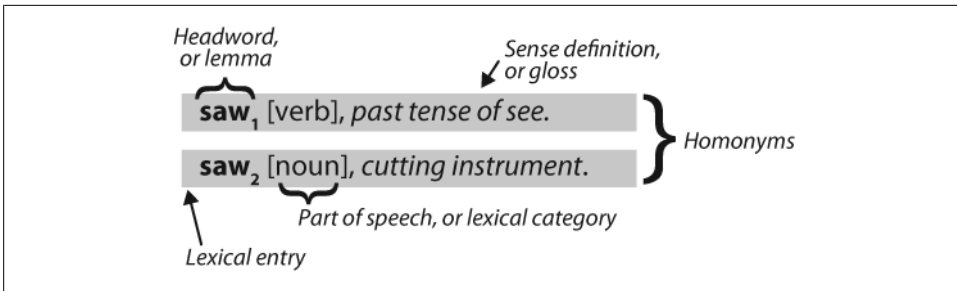 Headword,
or lemma
Sense definition,
or gloss
saw1 [verb], past tense of see.
Homonyms
saw2 [noun], cutting instrument.
Part of speech, or lexical category
Lexical entry